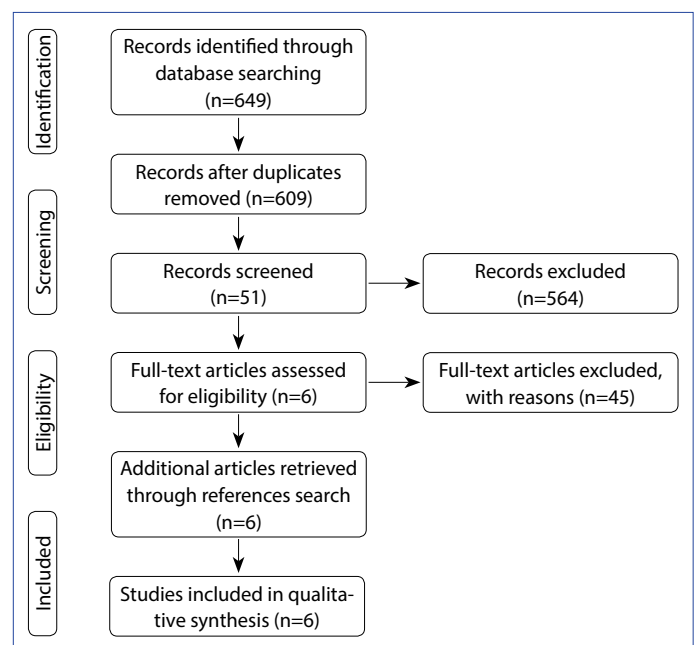 Identification
Records identified through
database searching
(n=649)
Records after duplicates
removed (n=609)
Screening
Records screened
(n=51)
Records excluded
(n=564)
Eligibility
Full-text articles assessed
for eligibility (n=6)
Full-text articles excluded,
with reasons (n=45)
Additional articles retrieved
through references search
(n=6)
Included
Studies included in qualita-
tive synthesis (n=6)